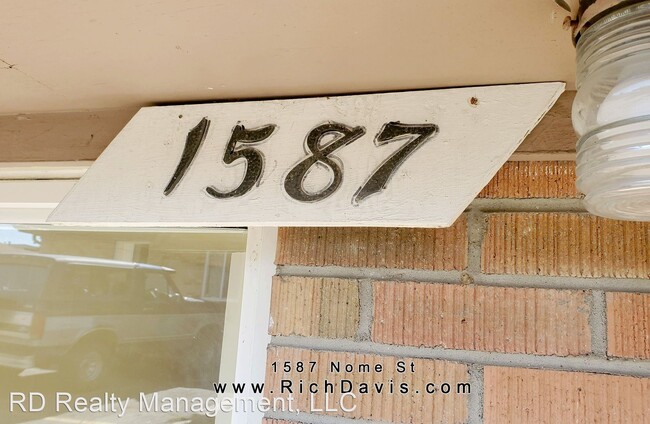 1587
1587 Nome St
www.RichDavis.com
RD Realty Management, LLC